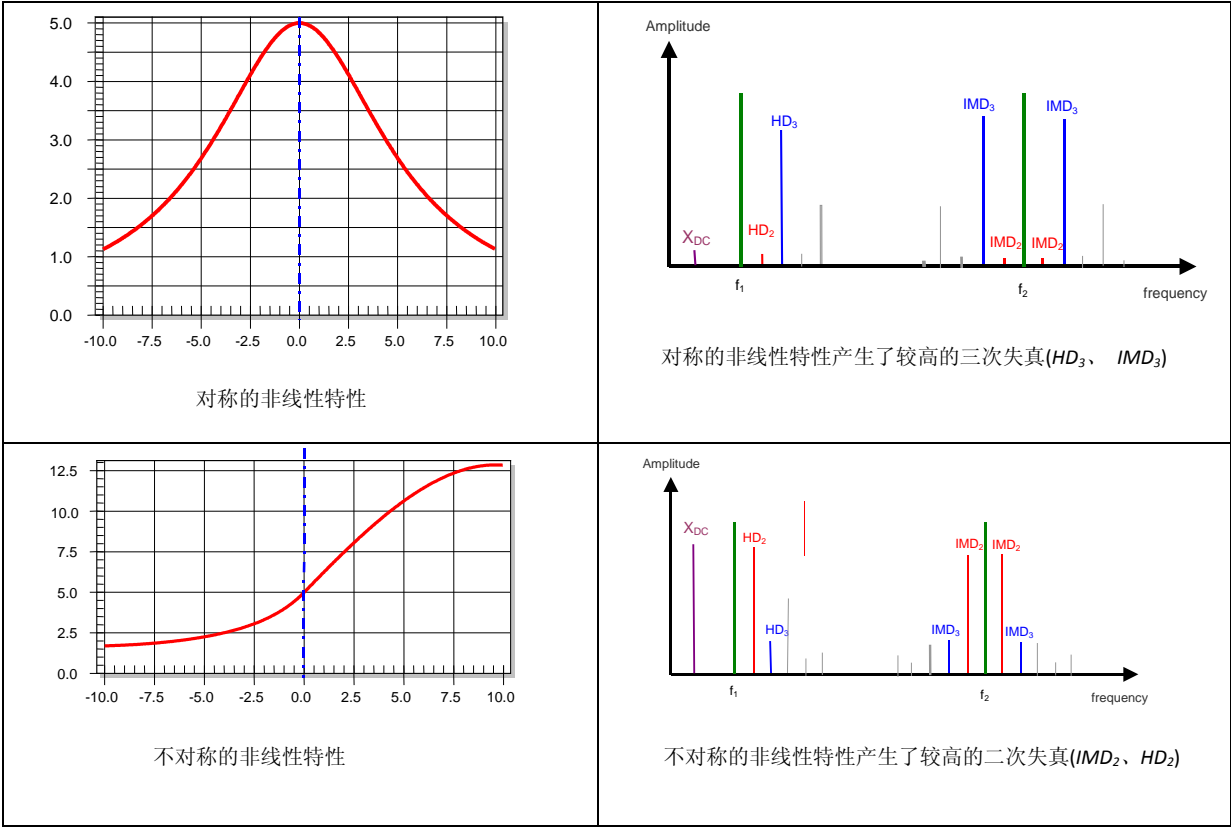 5.0
4.0
3.0
2.0
1.0
0.0
-10.0 -7.5 -5.0 -2.5 0.0 2.5 5.0 7.5 10.0
对称的非线性特性
Amplitude
X_DC HD₂ HD₃ IMD₃ IMD₂ IMD₂ IMD₃
f₁ f₂
frequency
对称的非线性特性产生了较高的三次失真(HD₃、 IMD₃)
12.5
10.0
7.5
5.0
2.5
0.0
-10.0 -7.5 -5.0 -2.5 0.0 2.5 5.0 7.5 10.0
不对称的非线性特性
Amplitude
X_DC HD₂ HD₃ IMD₃ IMD₂ IMD₂ IMD₃
f₁ f₂
frequency
不对称的非线性特性产生了较高的二次失真(IMD₂、HD₂)